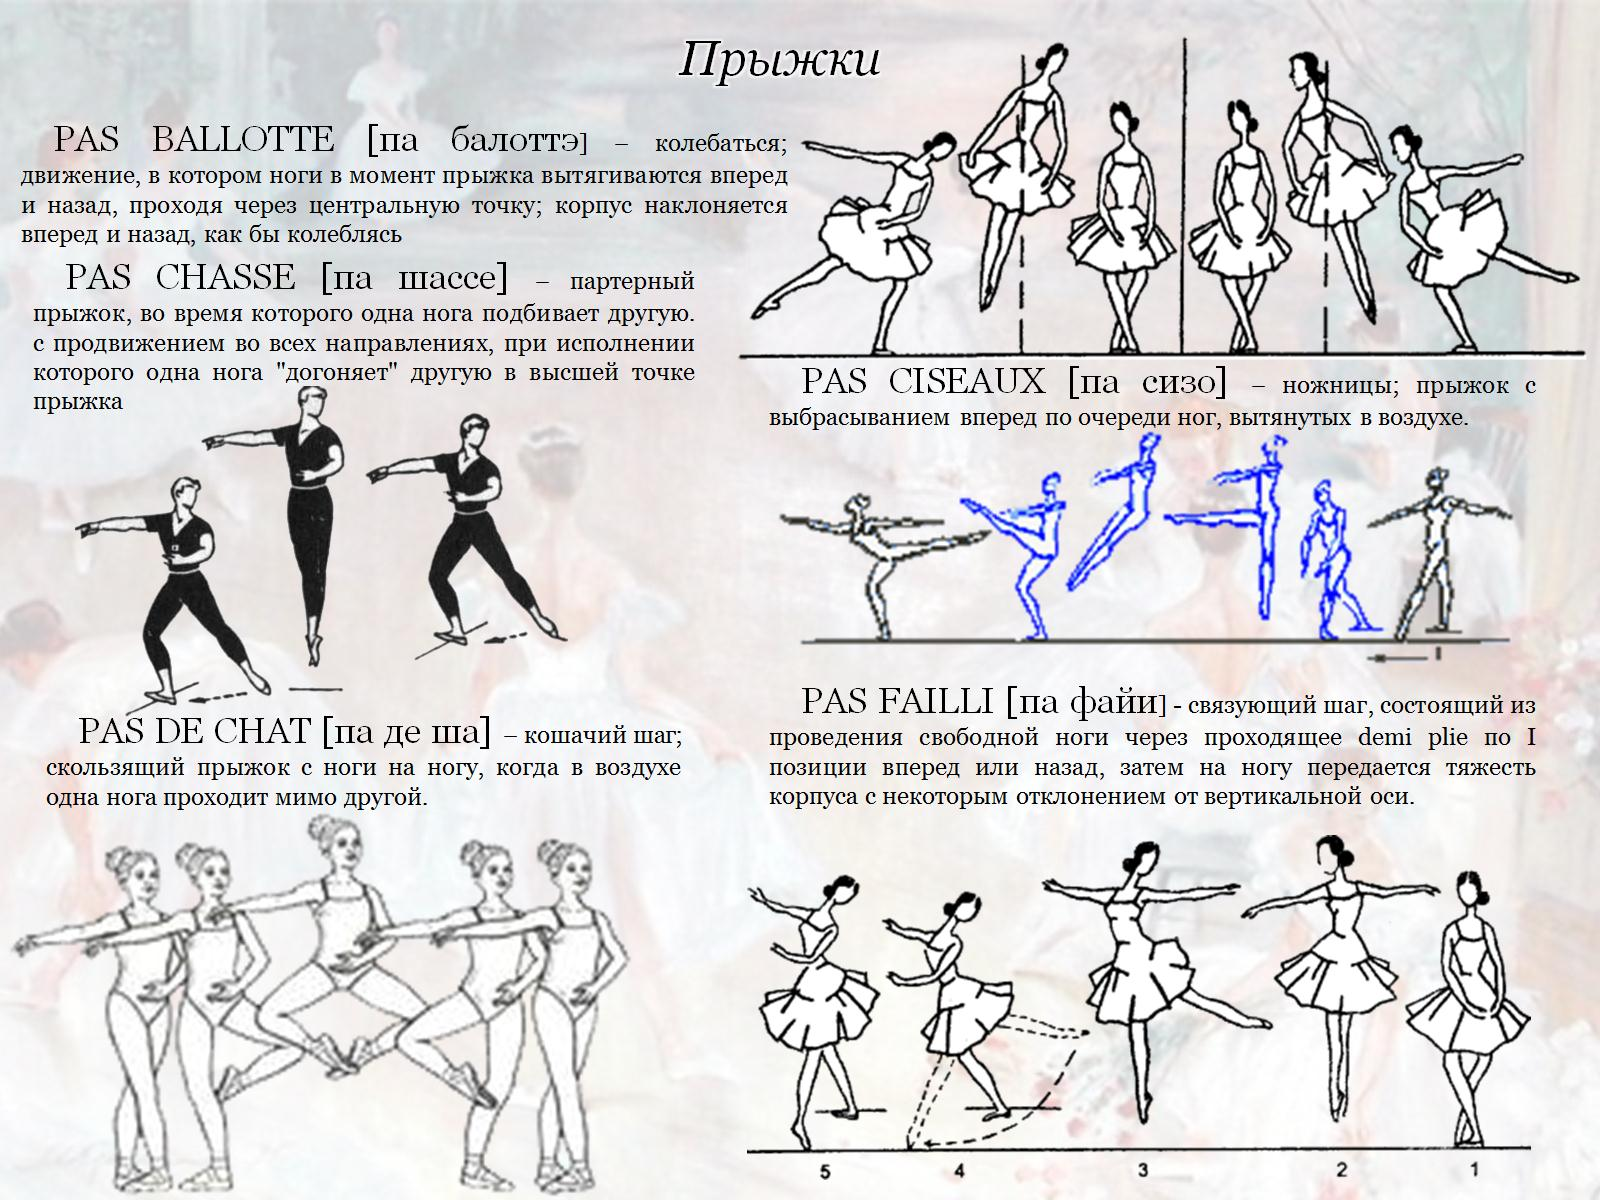 Прыжки
PAS BALLOTTE [па балоттэ] – колебаться;
движение, в котором ноги в момент прыжка вытягиваются вперед
и назад, проходя через центральную точку; корпус наклоняется
вперед и назад, как бы колеблясь
PAS CHASSE [па шассе] – партерный
прыжок, во время которого одна нога подбивает другую.
с продвижением во всех направлениях, при исполнении
которого одна нога "догоняет" другую в высшей точке
прыжка
PAS CISEAUX [па сизо] – ножницы; прыжок с
выбрасыванием вперед по очереди ног, вытянутых в воздухе.
PAS DE CHAT [па де ша] – кошачий шаг;
скользящий прыжок с ноги на ногу, когда в воздухе
одна нога проходит мимо другой.
PAS FAILLI [па файи] - связующий шаг, состоящий из
проведения свободной ноги через проходящее demi plie по I
позиции вперед или назад, затем на ногу передается тяжесть
корпуса с некоторым отклонением от вертикальной оси.
5 4 3 2 1